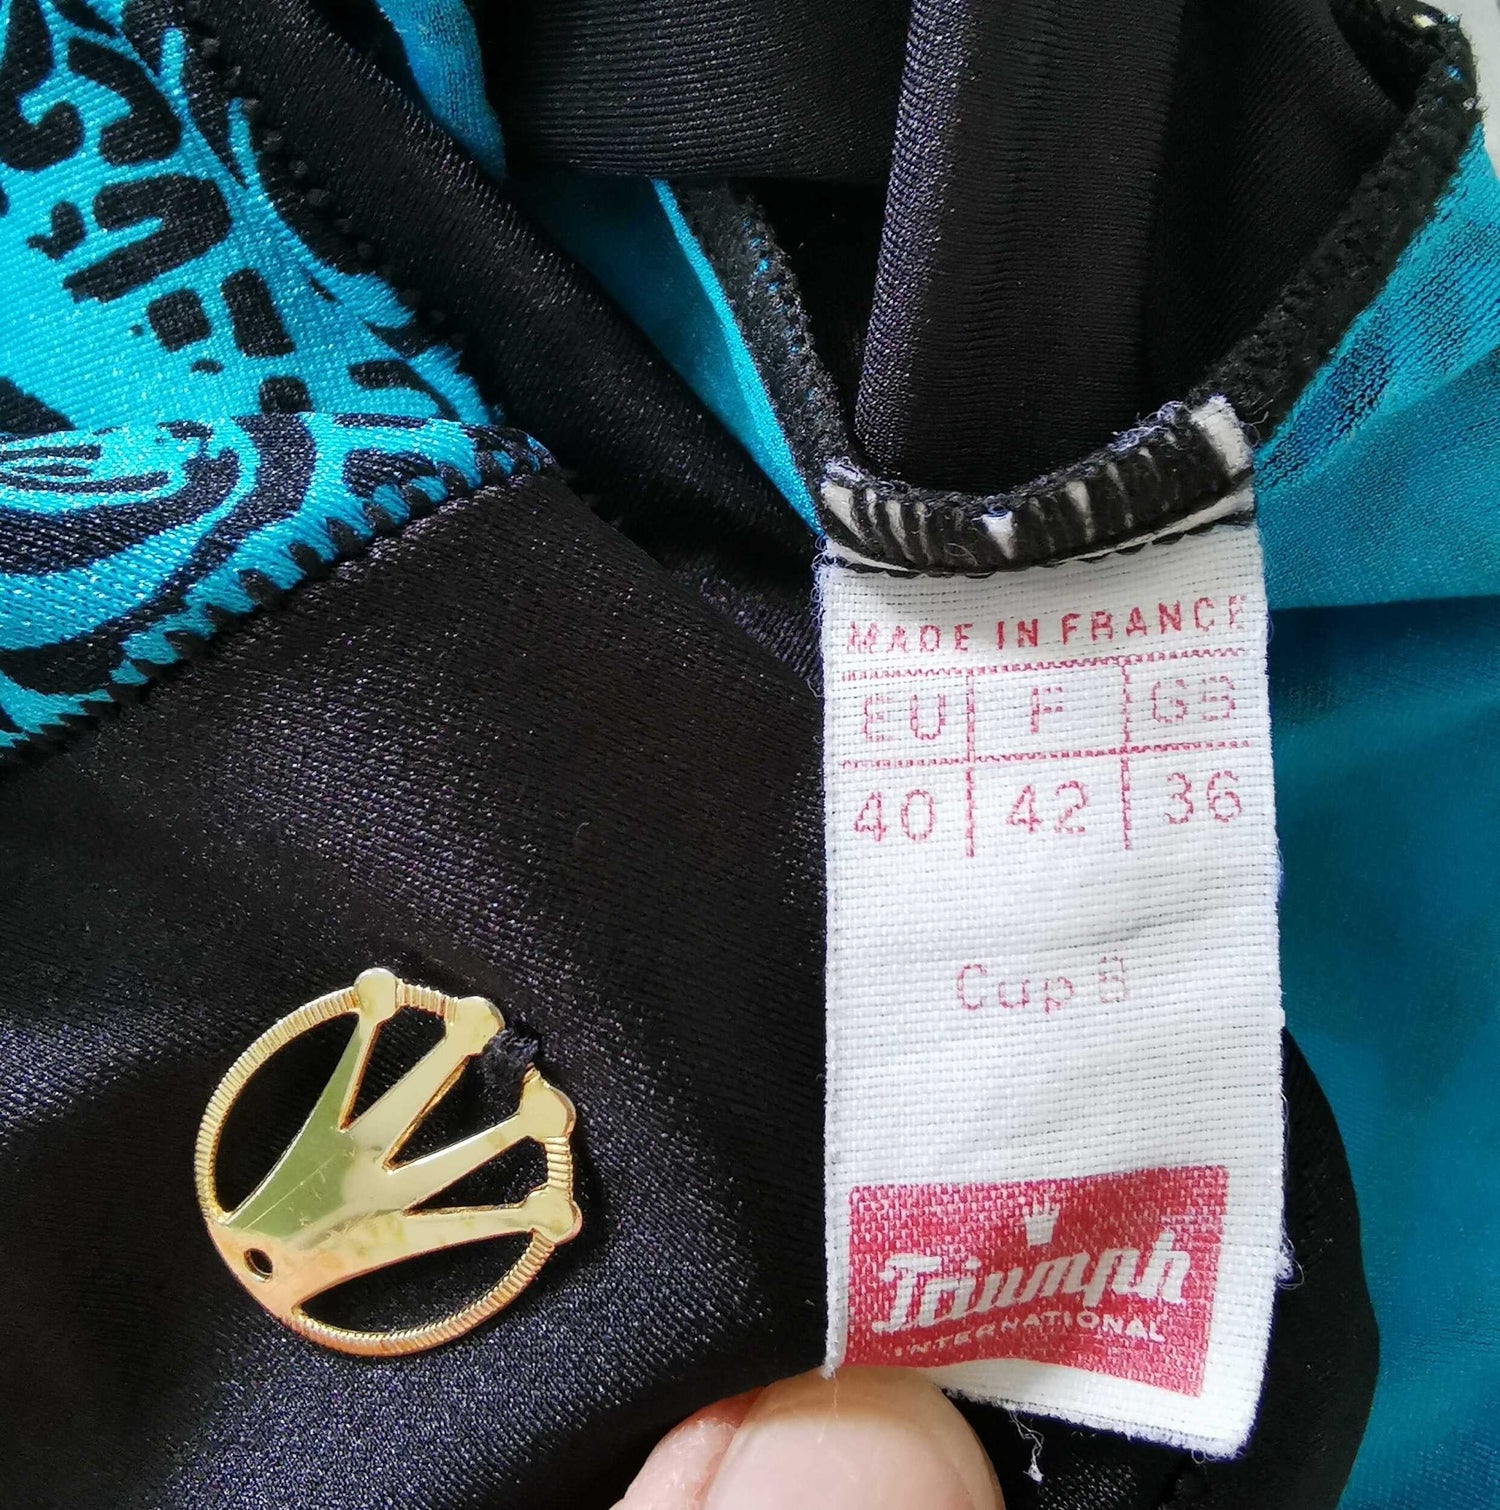 MADE IN FRANCE
EU F GB
40 42 36
Cup B
Triumph
INTERNATIONAL